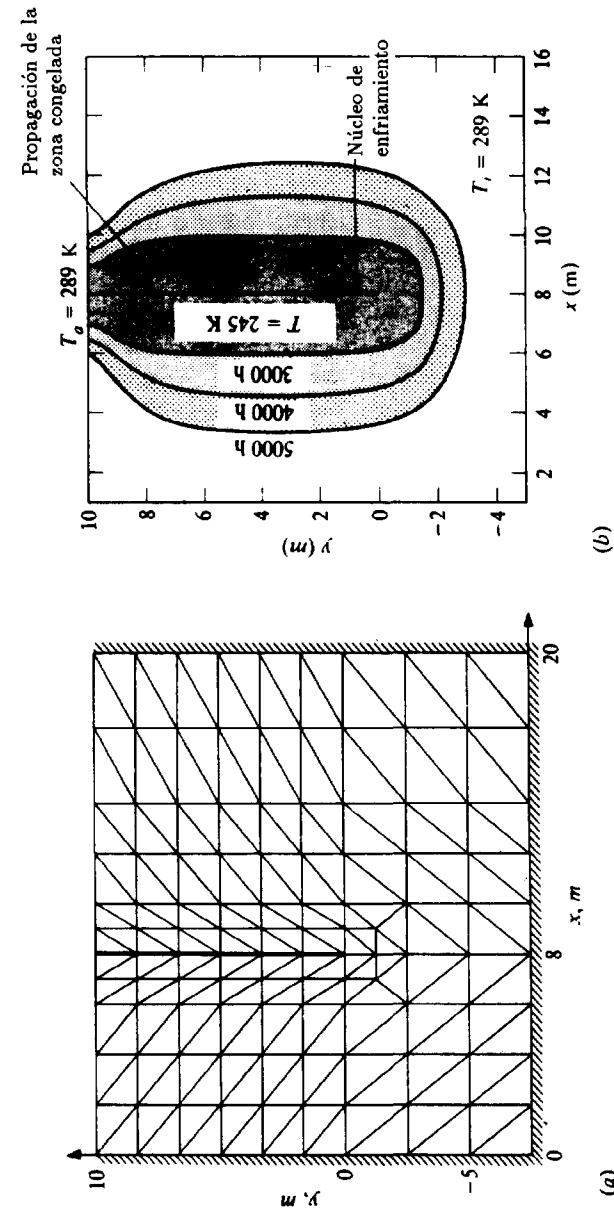 10
0
−5
y, m
0
8
20
x, m
(a)
Propagación de la
zona congelada
T_a = 289 K
10
8
6
4
2
0
−2
−4
y (m)
T = 245 K
3000 h
4000 h
5000 h
Núcleo de
enfriamiento
T_i = 289 K
2
4
6
8
10
12
14
16
x (m)
(b)